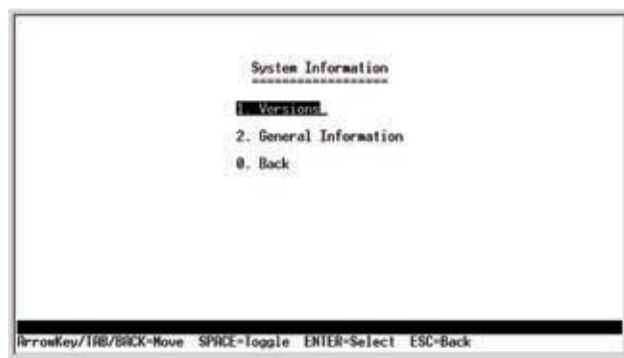 System Information
==================
1. Versions
2. General Information
0. Back
ArrowKey/TAB/BACK=Move SPACE=Toggle ENTER=Select ESC=Back